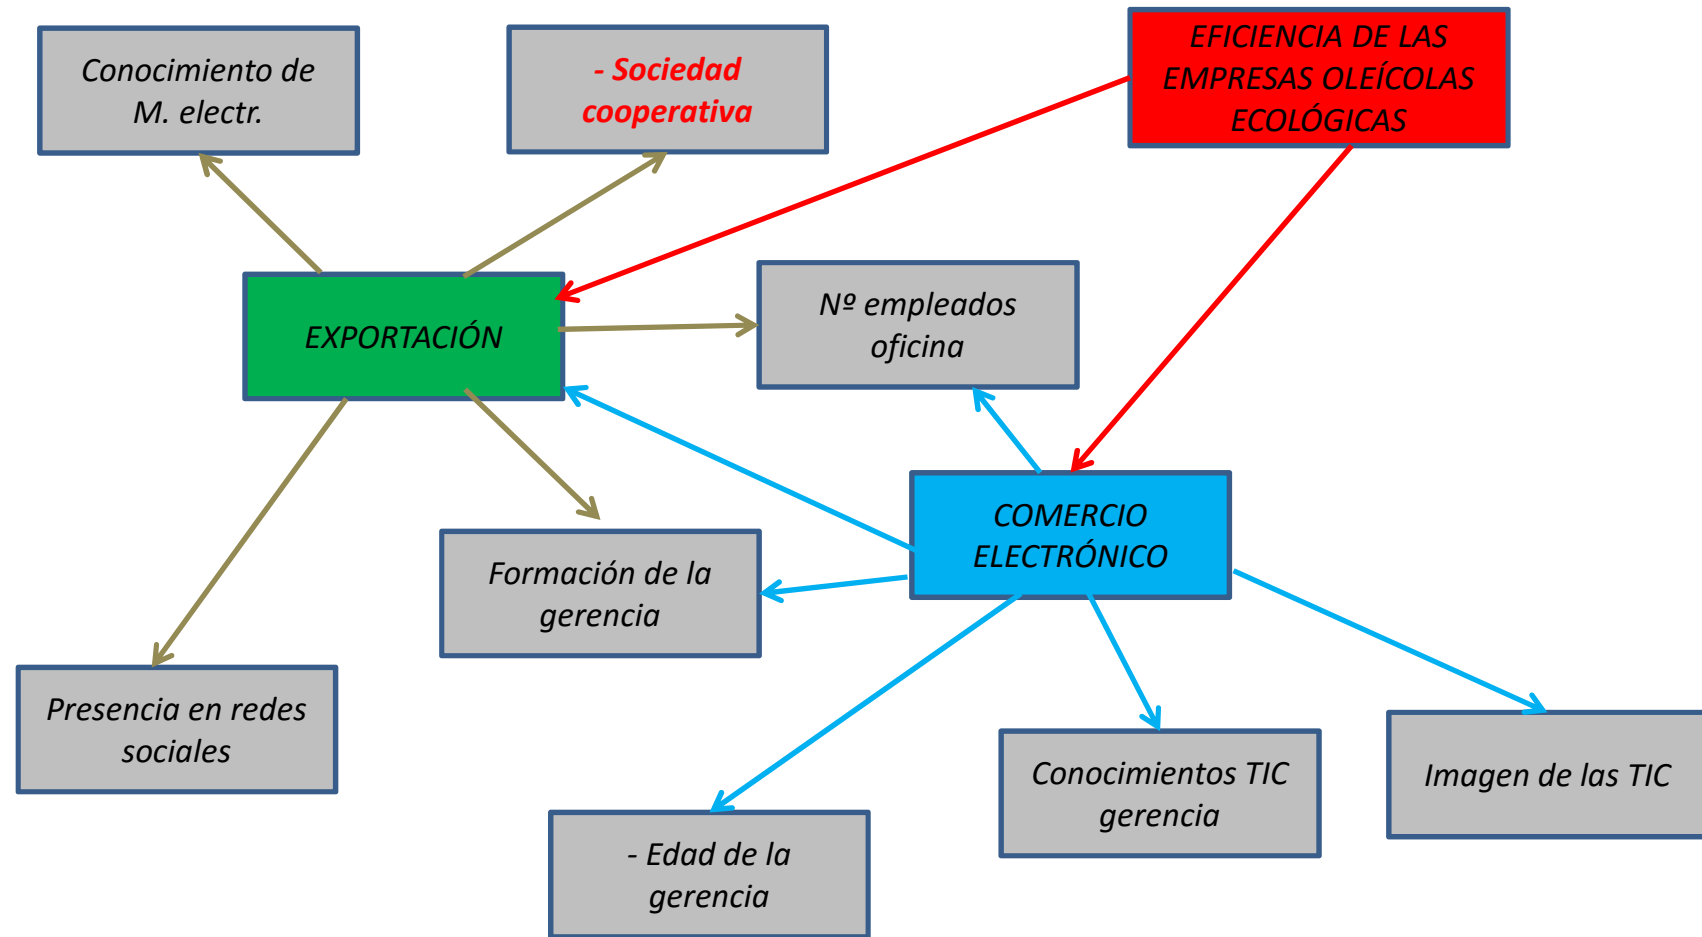 Conocimiento de
M. electr.
- Sociedad
cooperativa
EFICIENCIA DE LAS
EMPRESAS OLEÍCOLAS
ECOLÓGICAS
EXPORTACIÓN
Nº empleados
oficina
COMERCIO
ELECTRÓNICO
Formación de la
gerencia
Presencia en redes
sociales
- Edad de la
gerencia
Conocimientos TIC
gerencia
Imagen de las TIC